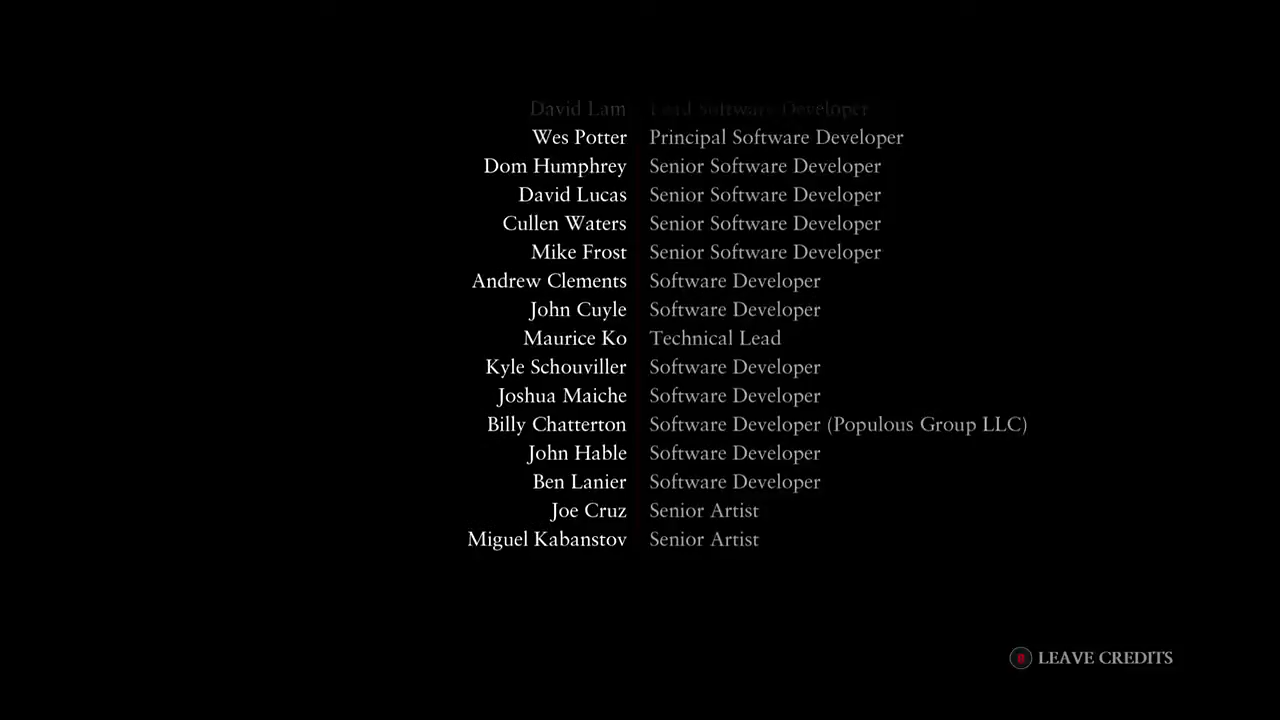 David Lam Lead Software Developer
Wes Potter Principal Software Developer
Dom Humphrey Senior Software Developer
David Lucas Senior Software Developer
Cullen Waters Senior Software Developer
Mike Frost Senior Software Developer
Andrew Clements Software Developer
John Cuyle Software Developer
Maurice Ko Technical Lead
Kyle Schouviller Software Developer
Joshua Maiche Software Developer
Billy Chatterton Software Developer (Populous Group LLC)
John Hable Software Developer
Ben Lanier Software Developer
Joe Cruz Senior Artist
Miguel Kabanstov Senior Artist
B LEAVE CREDITS